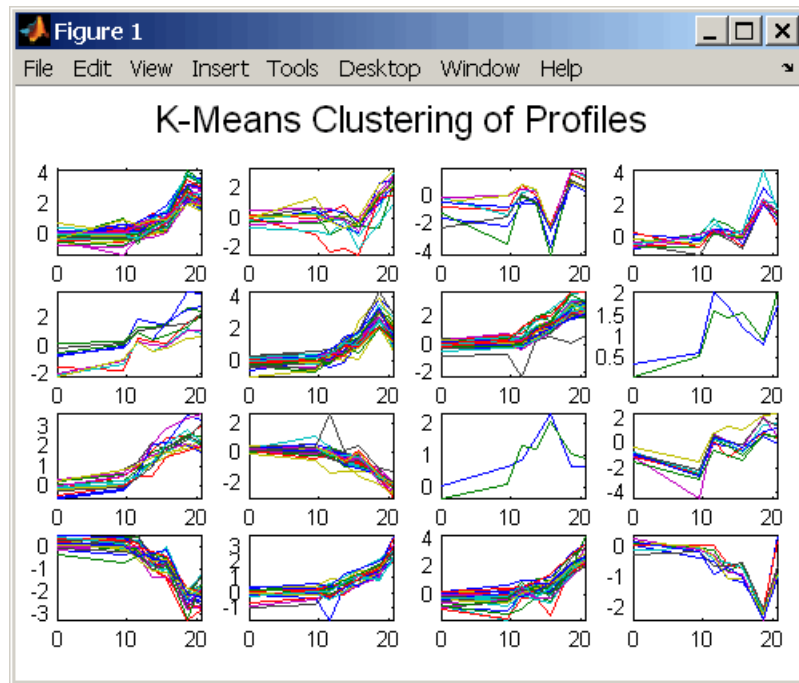 Figure 1
File Edit View Insert Tools Desktop Window Help
K-Means Clustering of Profiles
4 2 0 0 10 20
2 0 -2 0 10 20
0 -2 -4 0 10 20
4 2 0 0 10 20
2 0 -2 0 10 20
4 2 0 0 10 20
2 0 -2 0 10 20
2 1.5 1 0.5 0 10 20
3 2 1 0 0 10 20
2 0 -2 0 10 20
2 1 0 0 10 20
2 0 -2 -4 0 10 20
0 -1 -2 -3 0 10 20
3 2 1 0 -1 0 10 20
4 2 0 0 10 20
0 -1 -2 0 10 20